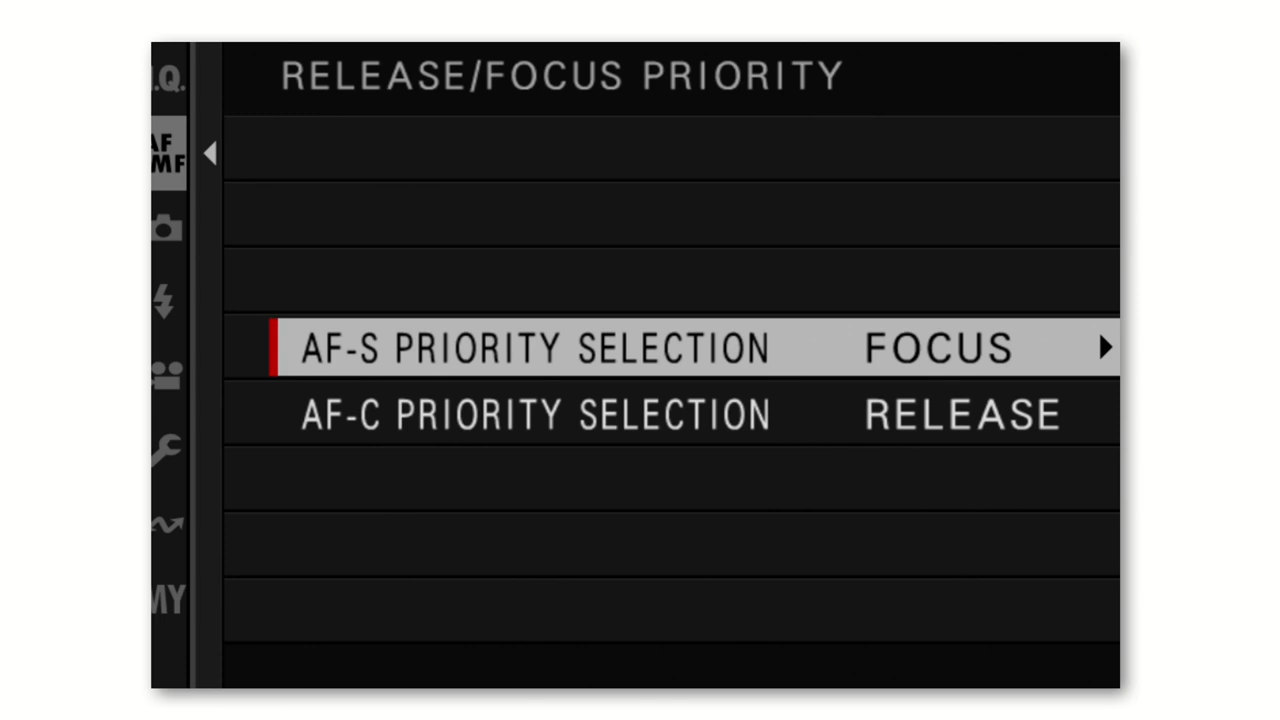 RELEASE/FOCUS PRIORITY
I.Q.
AF
MF
AF-S PRIORITY SELECTION FOCUS
AF-C PRIORITY SELECTION RELEASE
MY